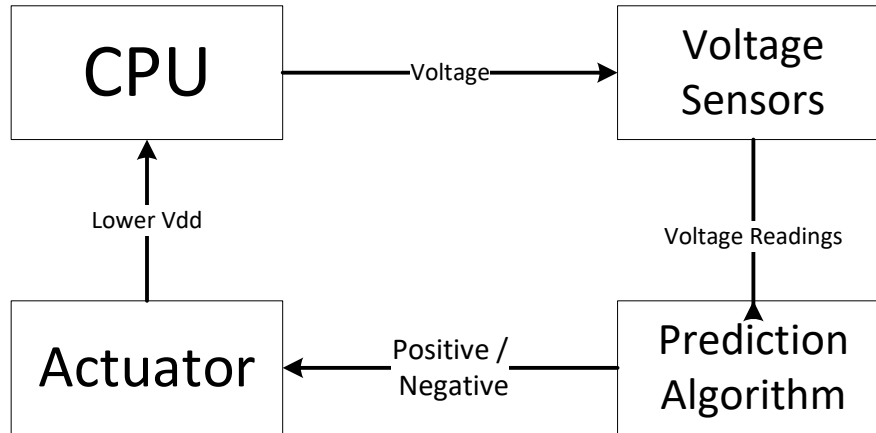 CPU
Voltage
Voltage
Sensors
Lower Vdd
Voltage Readings
Actuator
Positive /
Negative
Prediction
Algorithm